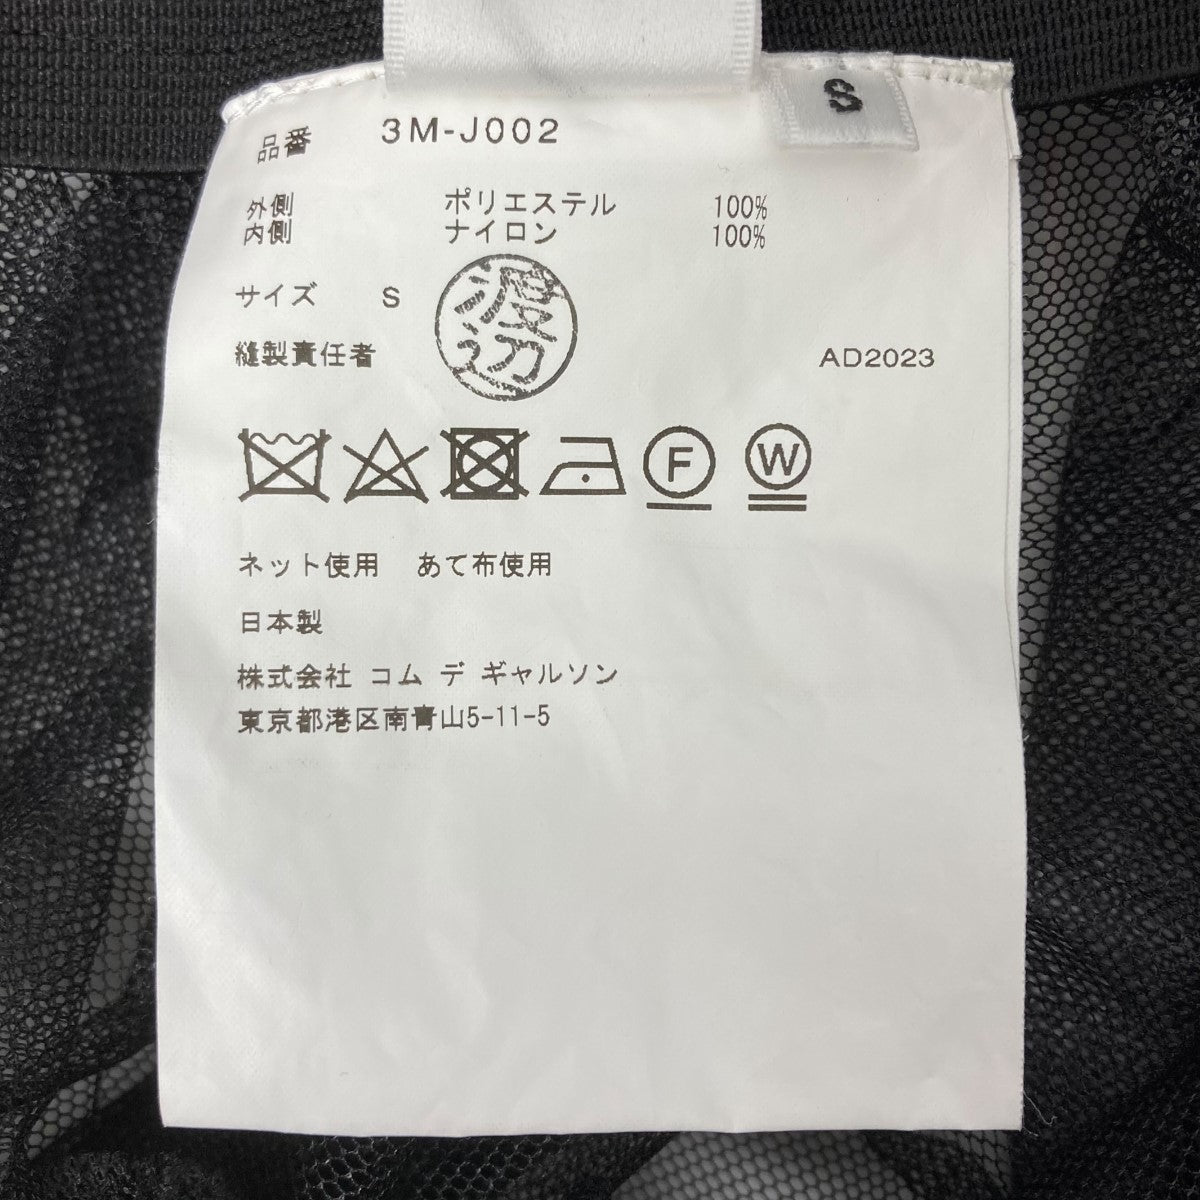 S
品番 3M-J002
外側 ポリエステル 100%
内側 ナイロン 100%
サイズ S
縫製責任者 渡辺 AD2023
F W
ネット使用 あて布使用
日本製
株式会社 コム デ ギャルソン
東京都港区南青山5-11-5